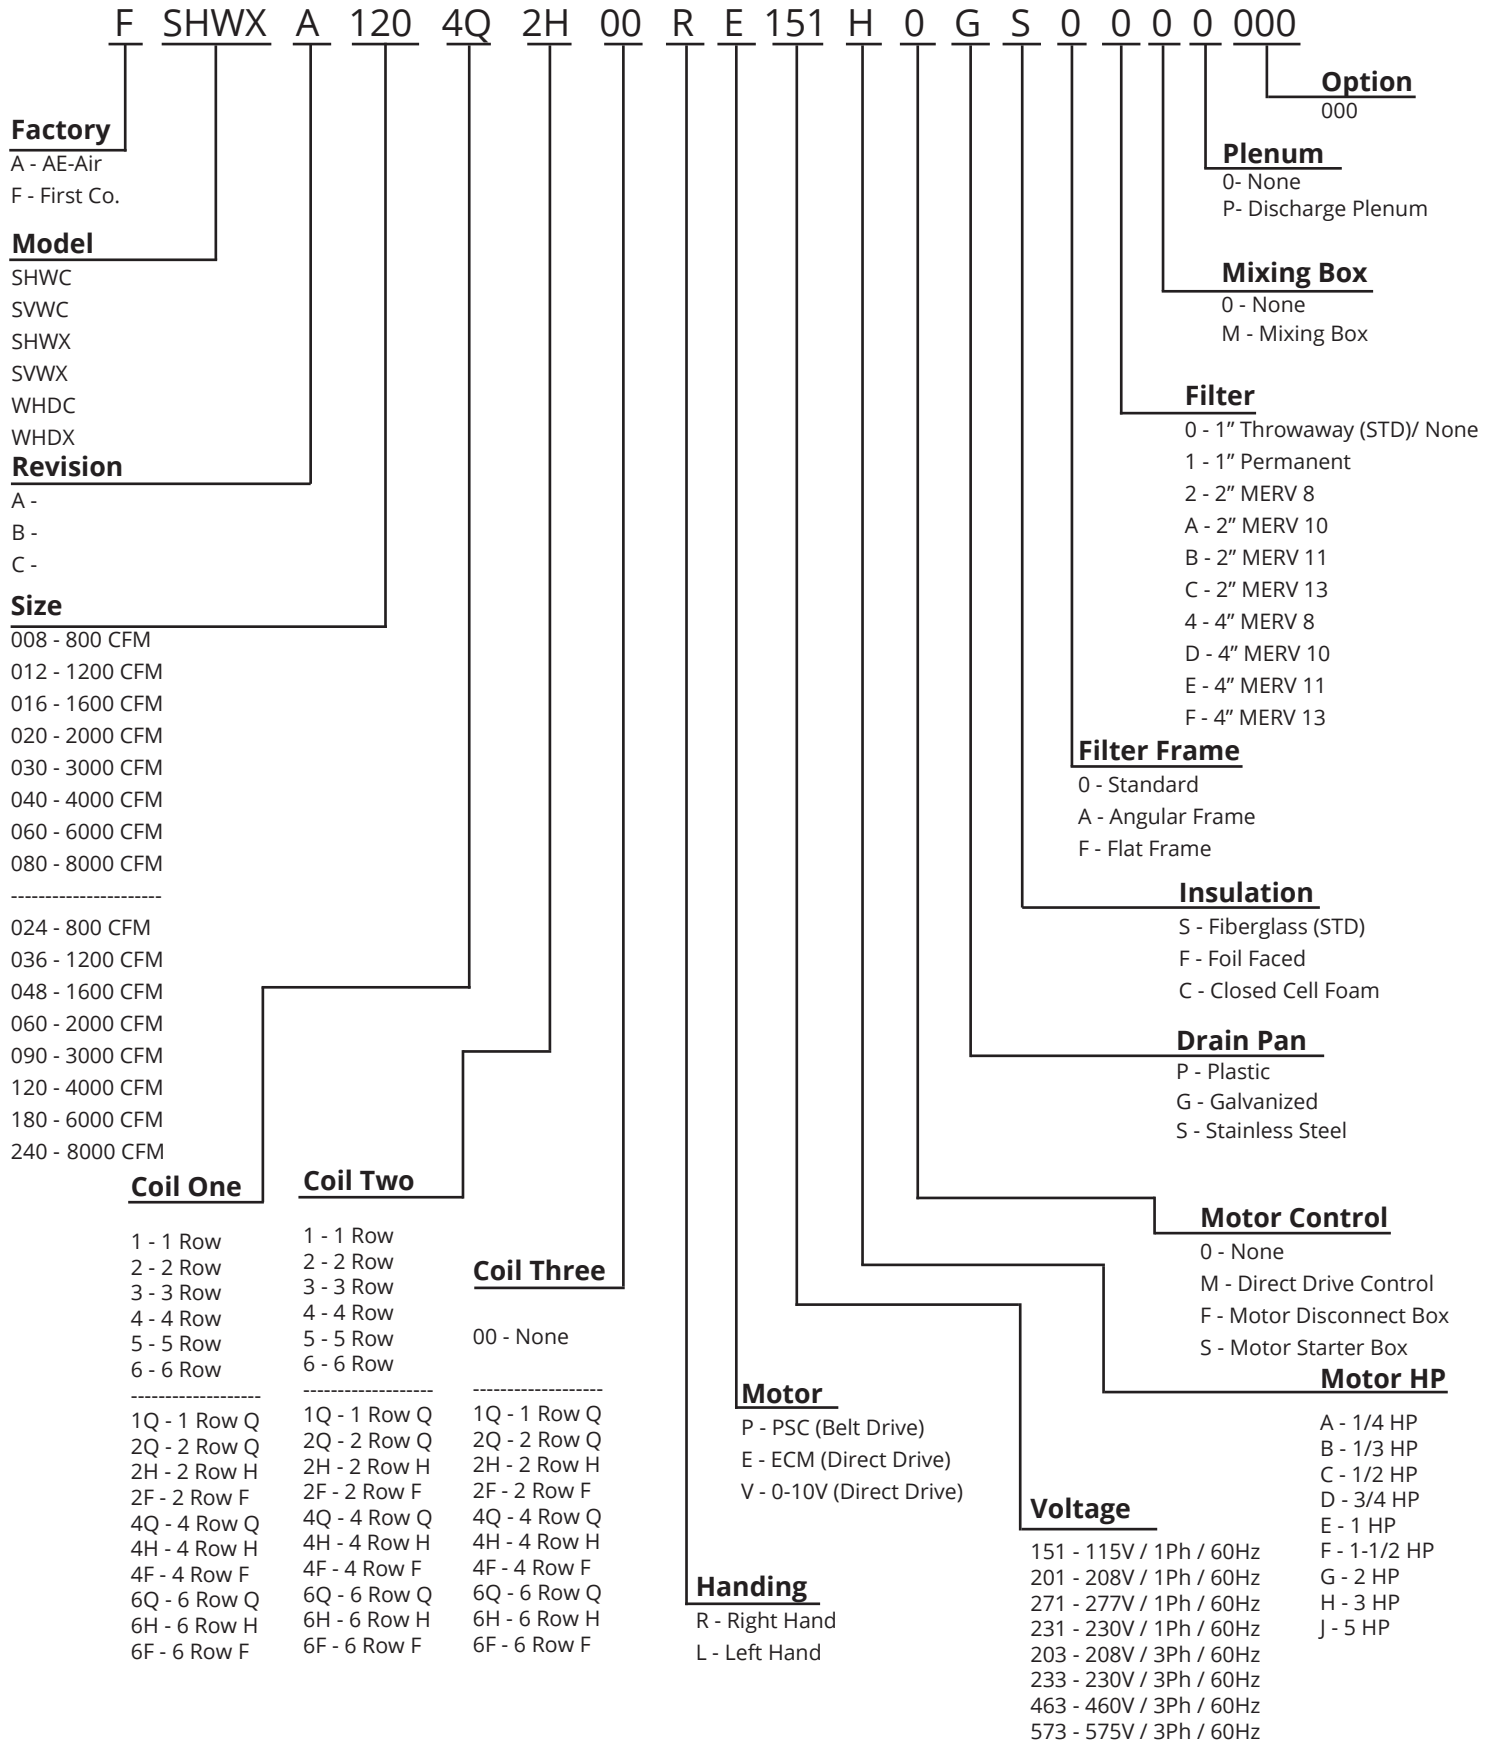 F SHWX A 120 4Q 2H 00 R E 151 H 0 G S 0 0 0 0 000
Factory
A - AE-Air
F - First Co.
Model
SHWC
SVWC
SHWX
SVWX
WHDC
WHDX
Revision
A -
B -
C -
Size
008 - 800 CFM
012 - 1200 CFM
016 - 1600 CFM
020 - 2000 CFM
030 - 3000 CFM
040 - 4000 CFM
060 - 6000 CFM
080 - 8000 CFM
----------------------
024 - 800 CFM
036 - 1200 CFM
048 - 1600 CFM
060 - 2000 CFM
090 - 3000 CFM
120 - 4000 CFM
180 - 6000 CFM
240 - 8000 CFM
Coil One
1 - 1 Row
2 - 2 Row
3 - 3 Row
4 - 4 Row
5 - 5 Row
6 - 6 Row
-------------------
1Q - 1 Row Q
2Q - 2 Row Q
2H - 2 Row H
2F - 2 Row F
4Q - 4 Row Q
4H - 4 Row H
4F - 4 Row F
6Q - 6 Row Q
6H - 6 Row H
6F - 6 Row F
Coil Two
1 - 1 Row
2 - 2 Row
3 - 3 Row
4 - 4 Row
5 - 5 Row
6 - 6 Row
-------------------
1Q - 1 Row Q
2Q - 2 Row Q
2H - 2 Row H
2F - 2 Row F
4Q - 4 Row Q
4H - 4 Row H
4F - 4 Row F
6Q - 6 Row Q
6H - 6 Row H
6F - 6 Row F
Coil Three
00 - None
-------------------
1Q - 1 Row Q
2Q - 2 Row Q
2H - 2 Row H
2F - 2 Row F
4Q - 4 Row Q
4H - 4 Row H
4F - 4 Row F
6Q - 6 Row Q
6H - 6 Row H
6F - 6 Row F
Handing
R - Right Hand
L - Left Hand
Motor
P - PSC (Belt Drive)
E - ECM (Direct Drive)
V - 0-10V (Direct Drive)
Voltage
151 - 115V / 1Ph / 60Hz
201 - 208V / 1Ph / 60Hz
271 - 277V / 1Ph / 60Hz
231 - 230V / 1Ph / 60Hz
203 - 208V / 3Ph / 60Hz
233 - 230V / 3Ph / 60Hz
463 - 460V / 3Ph / 60Hz
573 - 575V / 3Ph / 60Hz
Motor HP
A - 1/4 HP
B - 1/3 HP
C - 1/2 HP
D - 3/4 HP
E - 1 HP
F - 1-1/2 HP
G - 2 HP
H - 3 HP
J - 5 HP
Motor Control
0 - None
M - Direct Drive Control
F - Motor Disconnect Box
S - Motor Starter Box
Drain Pan
P - Plastic
G - Galvanized
S - Stainless Steel
Insulation
S - Fiberglass (STD)
F - Foil Faced
C - Closed Cell Foam
Filter Frame
0 - Standard
A - Angular Frame
F - Flat Frame
Filter
0 - 1” Throwaway (STD)/ None
1 - 1” Permanent
2 - 2” MERV 8
A - 2” MERV 10
B - 2” MERV 11
C - 2” MERV 13
4 - 4” MERV 8
D - 4” MERV 10
E - 4” MERV 11
F - 4” MERV 13
Mixing Box
0 - None
M - Mixing Box
Plenum
0- None
P- Discharge Plenum
Option
000